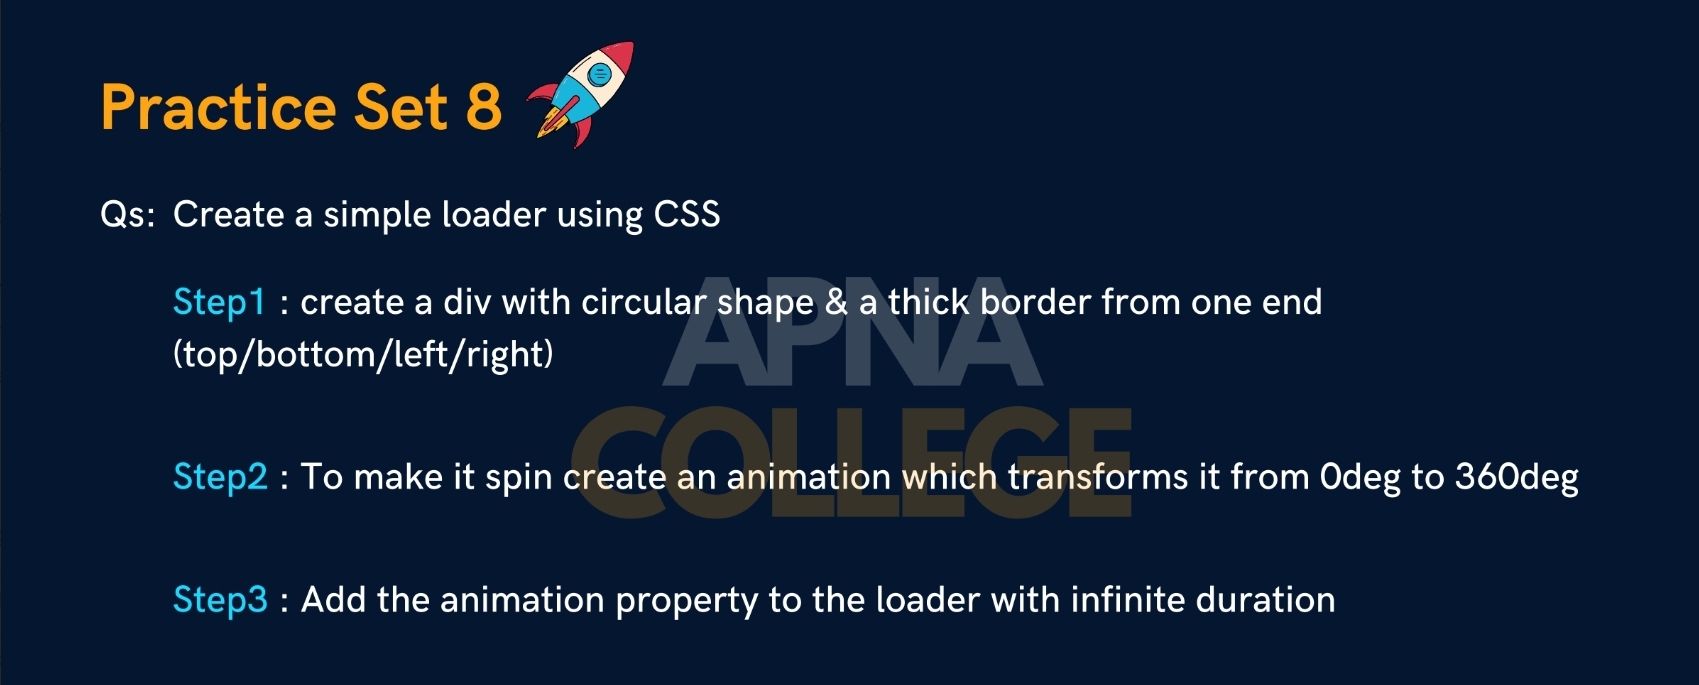 Practice Set 8
Qs: Create a simple loader using CSS
Step1 : create a div with circular shape & a thick border from one end
(top/bottom/left/right)
APNA
COLLEGE
Step2 : To make it spin create an animation which transforms it from 0deg to 360deg
Step3 : Add the animation property to the loader with infinite duration